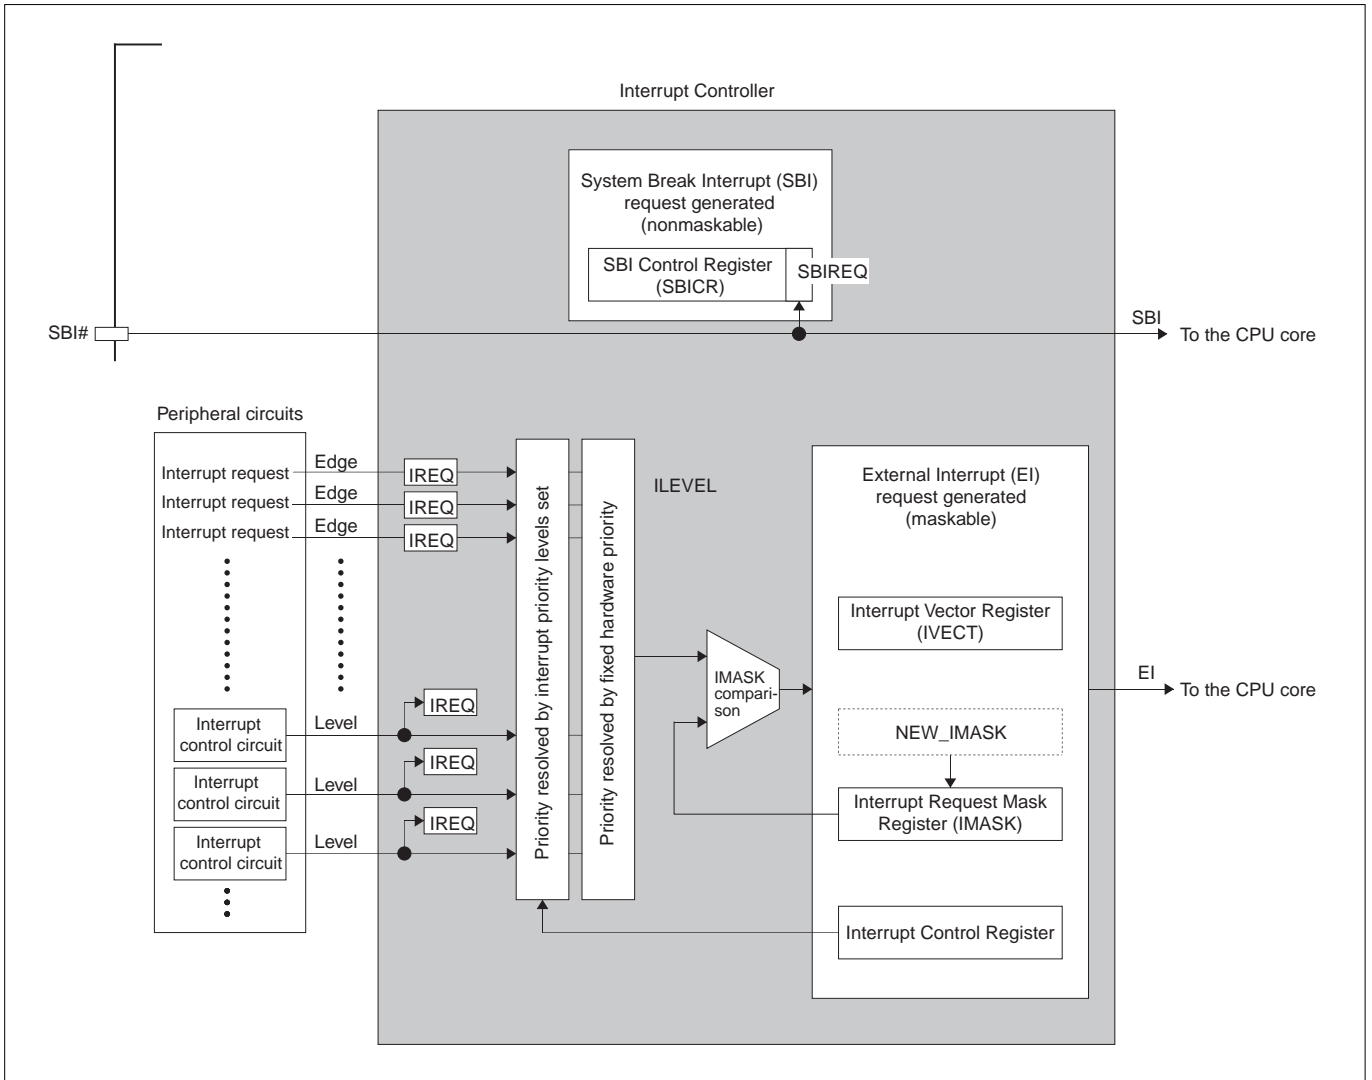 Interrupt Controller
System Break Interrupt (SBI)
request generated
(nonmaskable)
SBI Control Register
(SBICR)
SBIREQ
SBI#
SBI
To the CPU core
Peripheral circuits
Interrupt request
Edge
IREQ
Interrupt request
Edge
IREQ
Interrupt request
Edge
IREQ
Interrupt
control circuit
Level
IREQ
Interrupt
control circuit
Level
IREQ
Interrupt
control circuit
Level
IREQ
Priority resolved by interrupt priority levels set
Priority resolved by fixed hardware priority
ILEVEL
IMASK
compari-
son
External Interrupt (EI)
request generated
(maskable)
Interrupt Vector Register
(IVECT)
NEW_IMASK
Interrupt Request Mask
Register (IMASK)
Interrupt Control Register
EI
To the CPU core